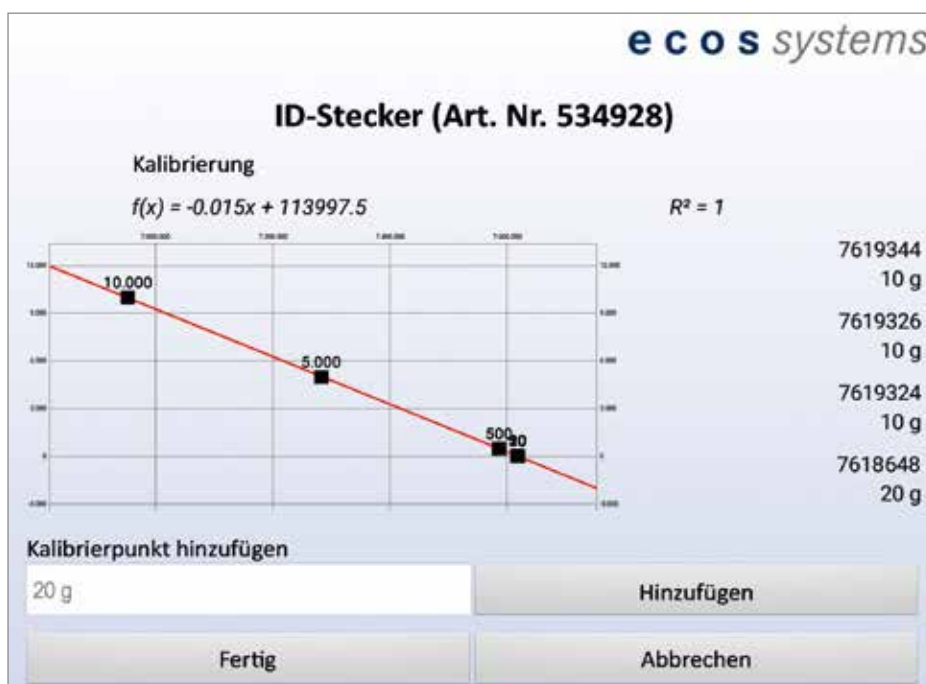 ecos systems
ID-Stecker (Art. Nr. 534928)
Kalibrierung
f(x) = -0.015x + 113997.5
R² = 1
10.000
5.000
500
7619344
10 g
7619326
10 g
7619324
10 g
7618648
20 g
Kalibrierpunkt hinzufügen
20 g
Hinzufügen
Fertig
Abbrechen